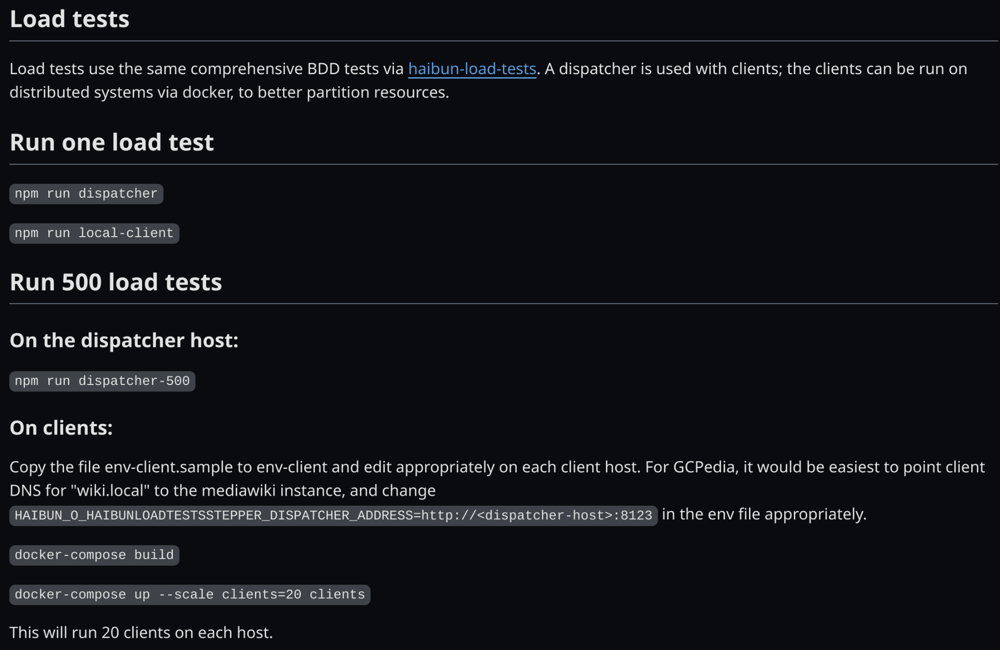 Load tests
Load tests use the same comprehensive BDD tests via haibun-load-tests. A dispatcher is used with clients; the clients can be run on
distributed systems via docker, to better partition resources.
Run one load test
npm run dispatcher
npm run local-client
Run 500 load tests
On the dispatcher host:
npm run dispatcher-500
On clients:
Copy the file env-client.sample to env-client and edit appropriately on each client host. For GCPedia, it would be easiest to point client
DNS for "wiki.local" to the mediawiki instance, and change
HAIBUN_O_HAIBUNLOADTESTSSTEPPER_DISPATCHER_ADDRESS=http://<dispatcher-host>:8123 in the env file appropriately.
docker-compose build
docker-compose up --scale clients=20 clients
This will run 20 clients on each host.